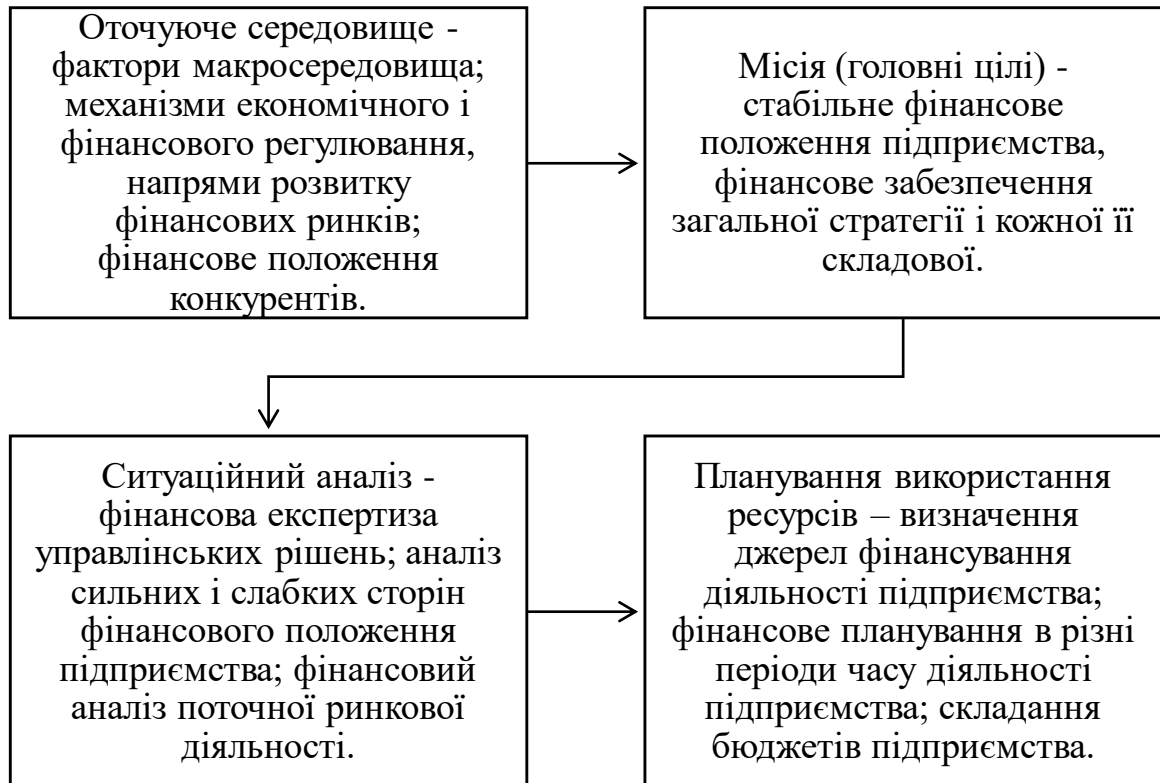 Оточуюче середовище -
фактори макросередовища;
механізми економічного і
фінансового регулювання,
напрями розвитку
фінансових ринків;
фінансове положення
конкурентів.
Місія (головні цілі) -
стабільне фінансове
положення підприємства,
фінансове забезпечення
загальної стратегії і кожної її
складової.
Ситуаційний аналіз -
фінансова експертиза
управлінських рішень; аналіз
сильних і слабких сторін
фінансового положення
підприємства; фінансовий
аналіз поточної ринкової
діяльності.
Планування використання
ресурсів – визначення
джерел фінансування
діяльності підприємства;
фінансове планування в різні
періоди часу діяльності
підприємства; складання
бюджетів підприємства.